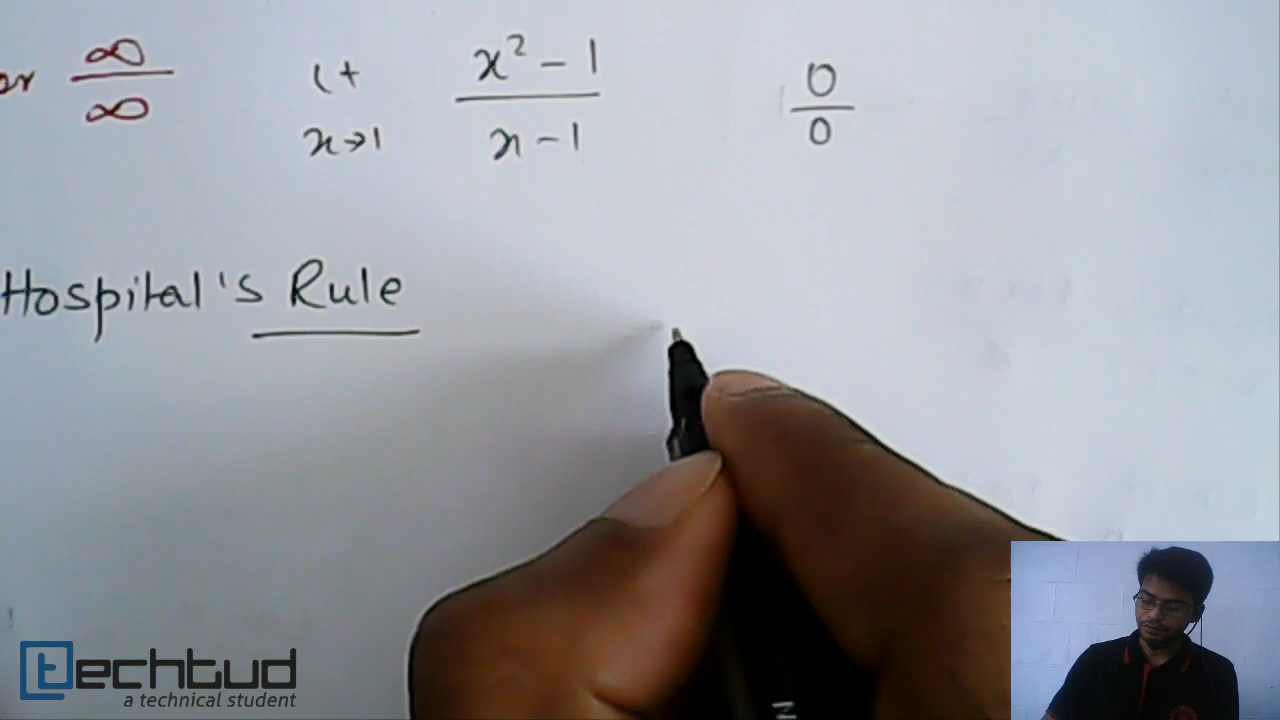 or ∞/∞ lt x→1 x² - 1 / x - 1 0/0
Hospital's Rule
techtud
a technical student